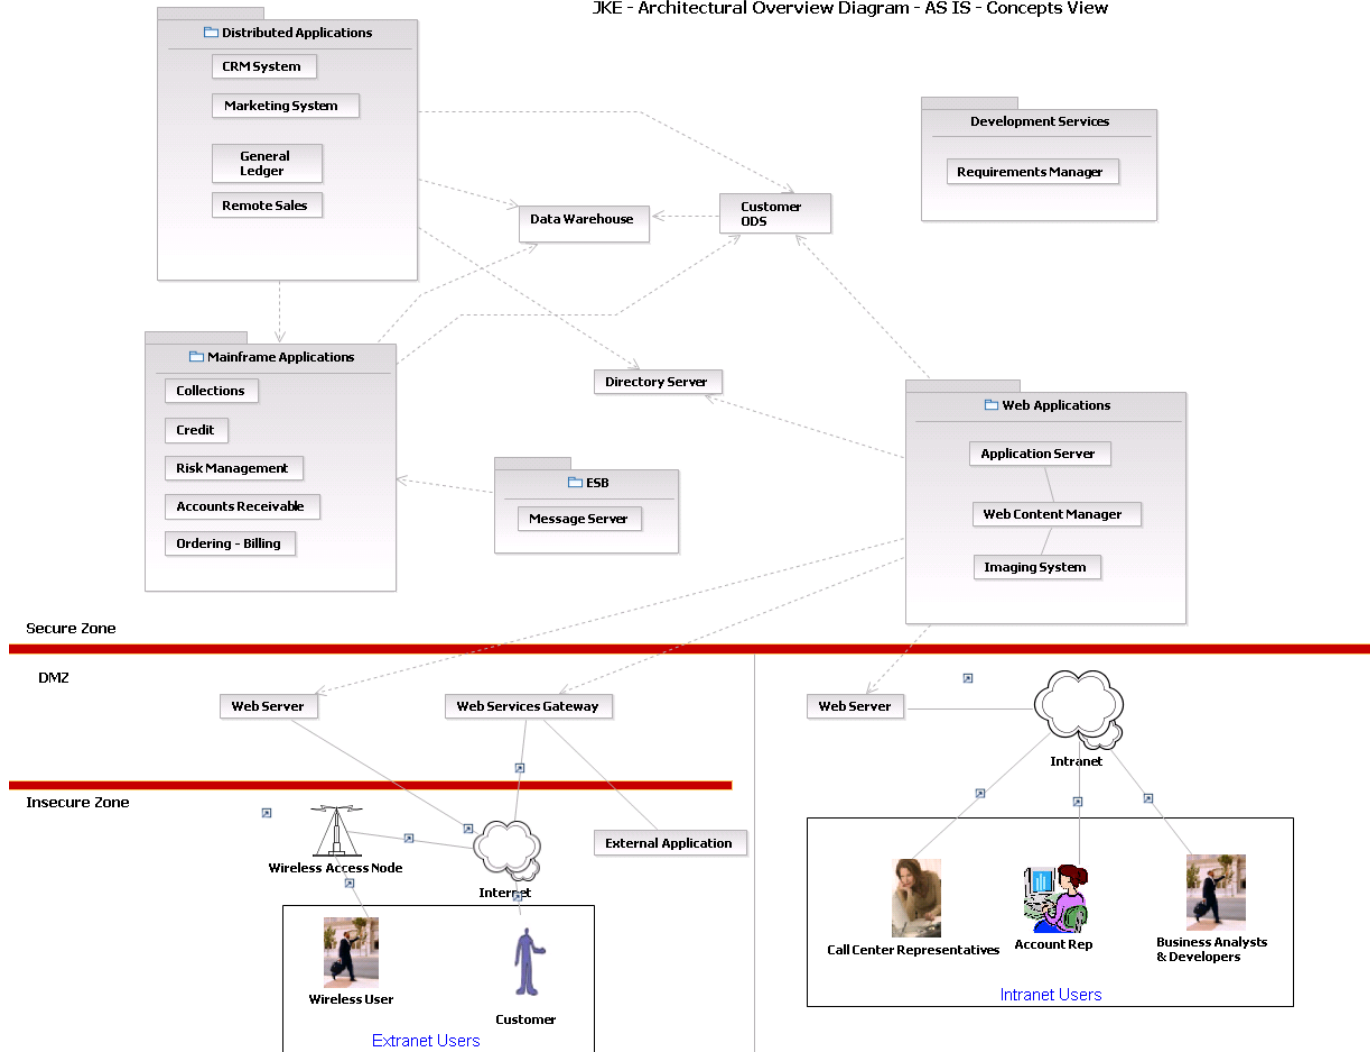 JKE - Architectural Overview Diagram - AS IS - Concepts View
Distributed Applications
CRM System
Marketing System
General
Ledger
Remote Sales
Development Services
Requirements Manager
Data Warehouse
Customer
ODS
Mainframe Applications
Collections
Credit
Risk Management
Accounts Receivable
Ordering - Billing
Directory Server
ESB
Message Server
Web Applications
Application Server
Web Content Manager
Imaging System
Secure Zone
DMZ
Web Server
Web Services Gateway
Web Server
Intranet
Insecure Zone
Wireless Access Node
Internet
External Application
Wireless User
Customer
Extranet Users
Call Center Representatives
Account Rep
Business Analysts
& Developers
Intranet Users